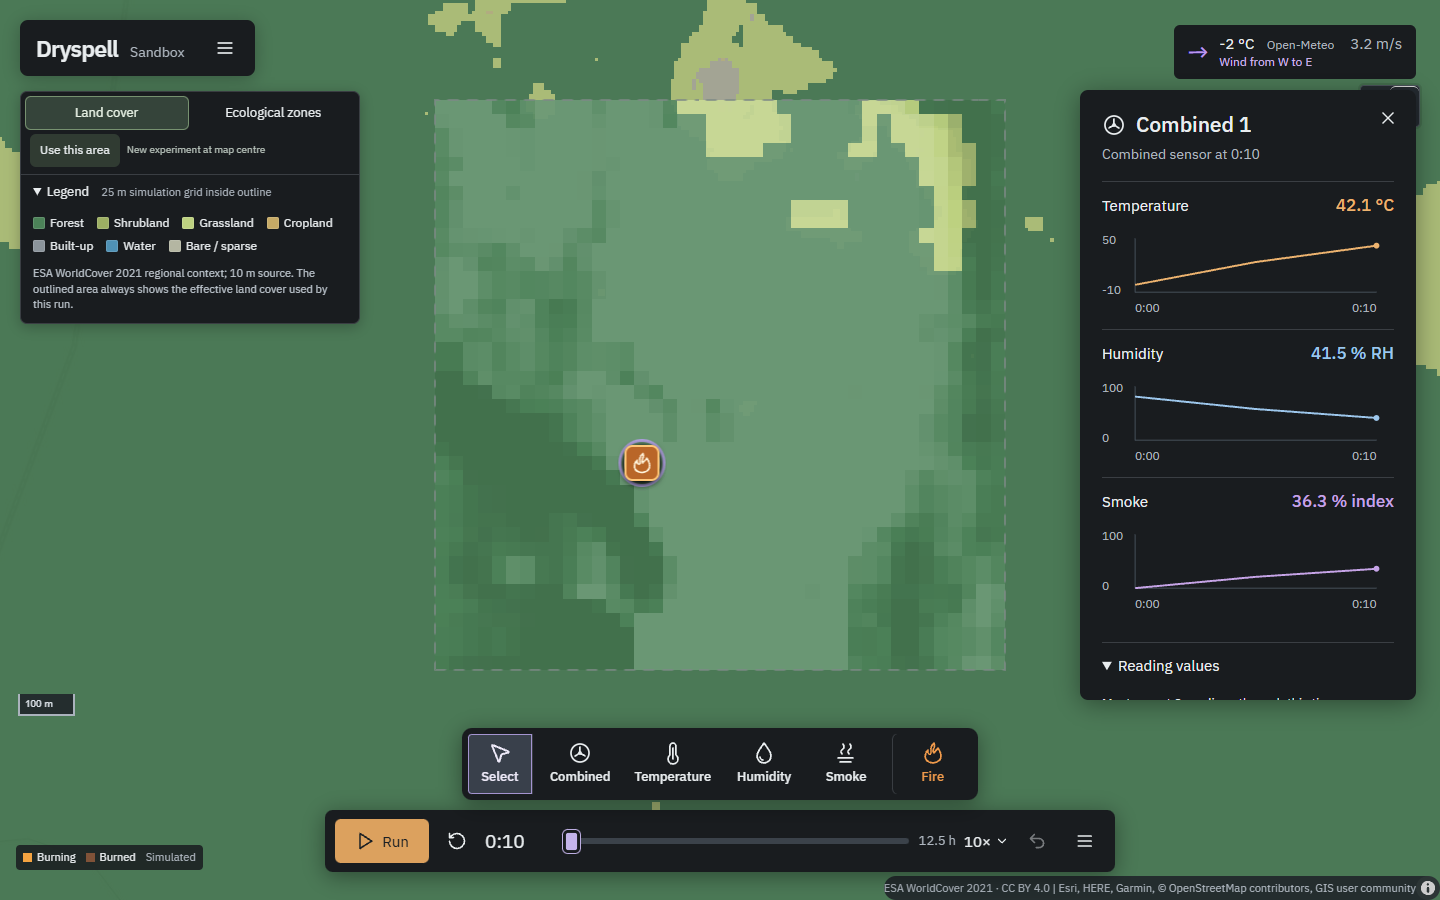 Dryspell Sandbox
-2 °C Open-Meteo 3.2 m/s
Wind from W to E
Land cover Ecological zones
Use this area New experiment at map centre
Legend 25 m simulation grid inside outline
Forest Shrubland Grassland Cropland
Built-up Water Bare / sparse
ESA WorldCover 2021 regional context; 10 m source. The
outlined area always shows the effective land cover used by
this run.
Combined 1
Combined sensor at 0:10
Temperature 42.1 °C
50
-10
0:00 0:10
Humidity 41.5 % RH
100
0
0:00 0:10
Smoke 36.3 % index
100
0
0:00 0:10
Reading values
100 m
Select Combined Temperature Humidity Smoke Fire
Run 0:10 12.5 h 10×
Burning Burned Simulated
ESA WorldCover 2021 · CC BY 4.0 | Esri, HERE, Garmin, © OpenStreetMap contributors, GIS user community